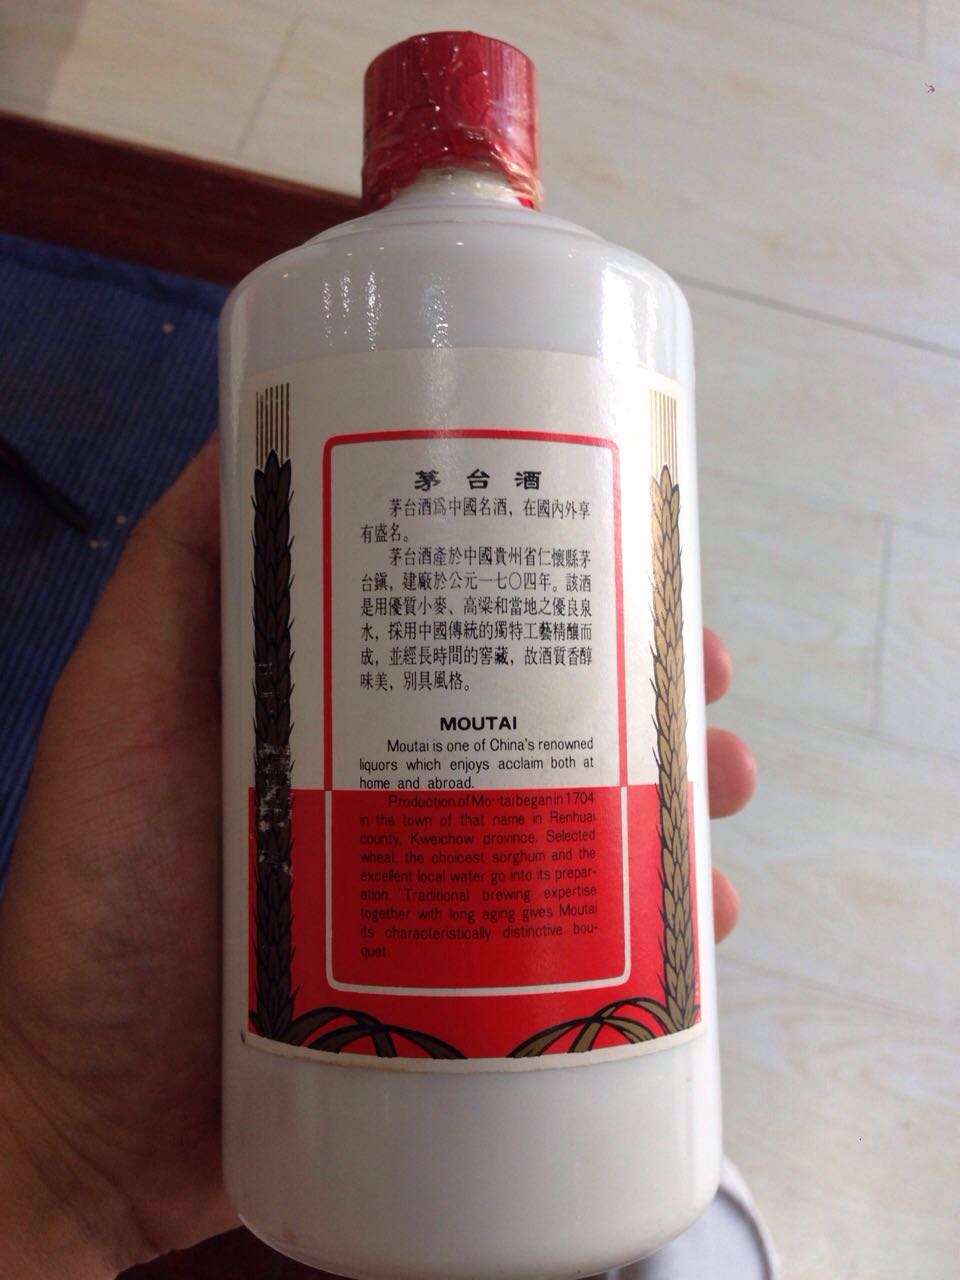 茅台酒
茅台酒爲中國名酒，在國內外享
有盛名。
茅台酒產於中國貴州省仁懷縣茅
台鎭，建廠於公元一七〇四年。該酒
是用優質小麥、高粱和當地之優良泉
水，採用中國傳統的獨特工藝精釀而
成，並經長時間的窖藏，故酒質香醇
味美，別具風格。
MOUTAI
Moutai is one of China's renowned
liquors which enjoys acclaim both at
home and abroad.
Production of Moutai began in 1704
in the town of that name in Renhuai
county, Kweichow province. Selected
wheat, the choicest sorghum and the
excellent local water go into its prepar-
ation. Traditional brewing expertise
together with long aging gives Moutai
its characteristically distinctive bou-
quet.